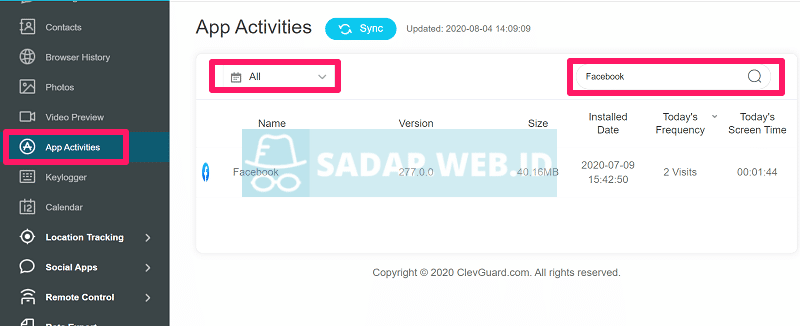 Contacts
Browser History
Photos
Video Preview
App Activities
Keylogger
Calendar
Location Tracking
Social Apps
Remote Control
App Activities
Sync
Updated: 2020-08-04 14:09:09
All
Facebook
Name Version Size Installed Date Today's Frequency Today's Screen Time
Facebook 277.0.0 40.16MB 2020-07-09 15:42:50 2 Visits 00:01:44
SADAR.WEB.ID
Copyright © 2020 ClevGuard.com. All rights reserved.